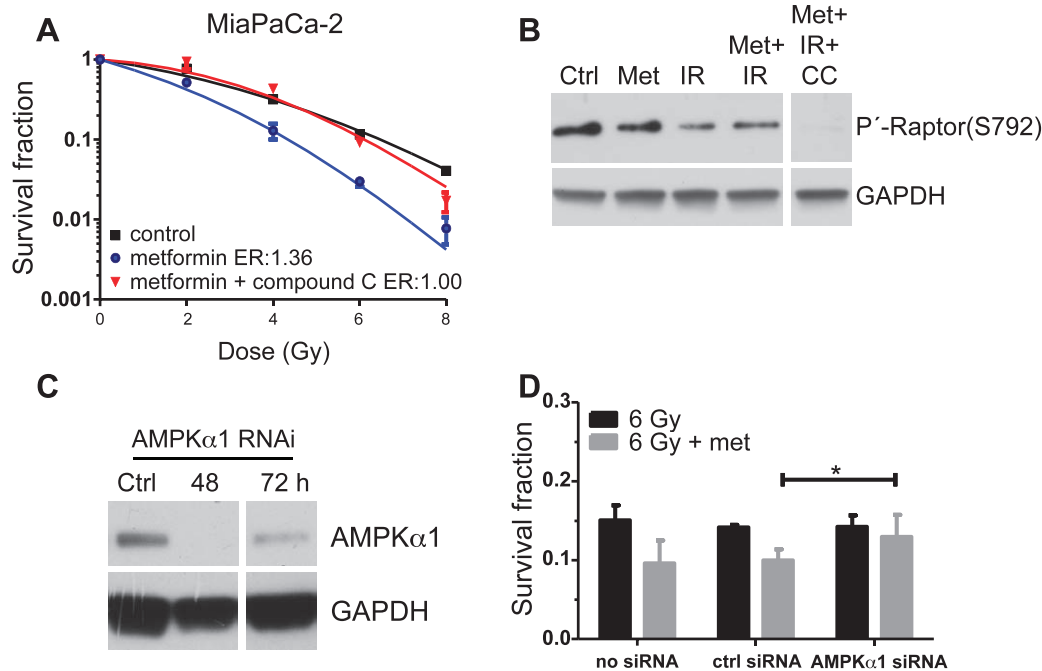 A
MiaPaCa-2
Survival fraction
1
0.1
0.01
0.001
control
metformin ER:1.36
metformin + compound C ER:1.00
0 2 4 6 8
Dose (Gy)
B
Ctrl Met IR Met+ IR Met+ IR+ CC
P´-Raptor(S792)
GAPDH
C
AMPKα1 RNAi
Ctrl 48 72 h
AMPKα1
GAPDH
D
Survival fraction
0.3
0.2
0.1
0.0
6 Gy
6 Gy + met
*
no siRNA ctrl siRNA AMPKα1 siRNA